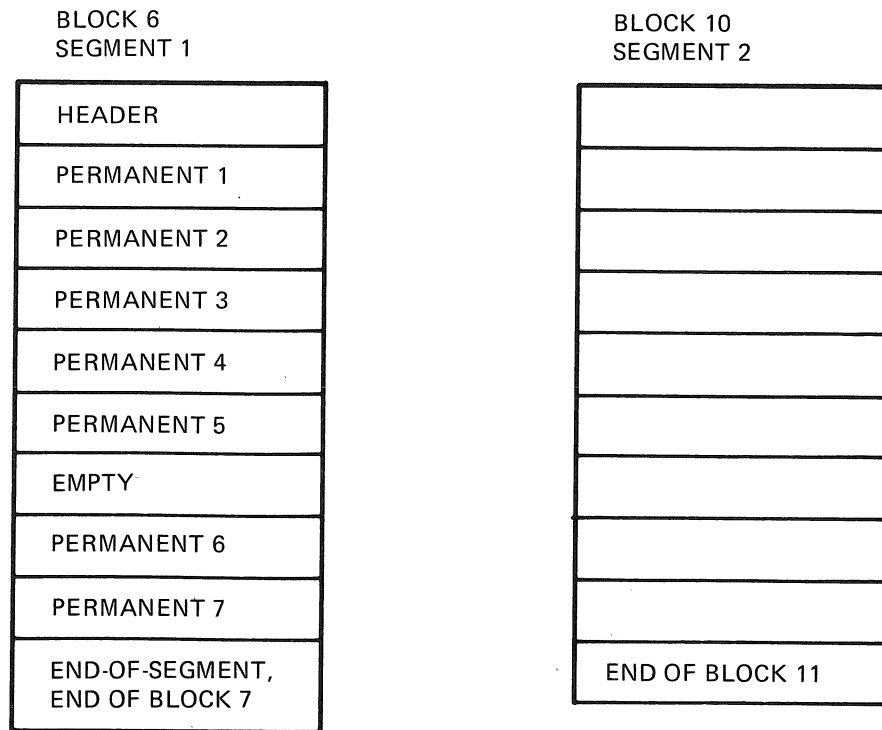 BLOCK 6
SEGMENT 1
HEADER
PERMANENT 1
PERMANENT 2
PERMANENT 3
PERMANENT 4
PERMANENT 5
EMPTY
PERMANENT 6
PERMANENT 7
END-OF-SEGMENT,
END OF BLOCK 7
BLOCK 10
SEGMENT 2
END OF BLOCK 11